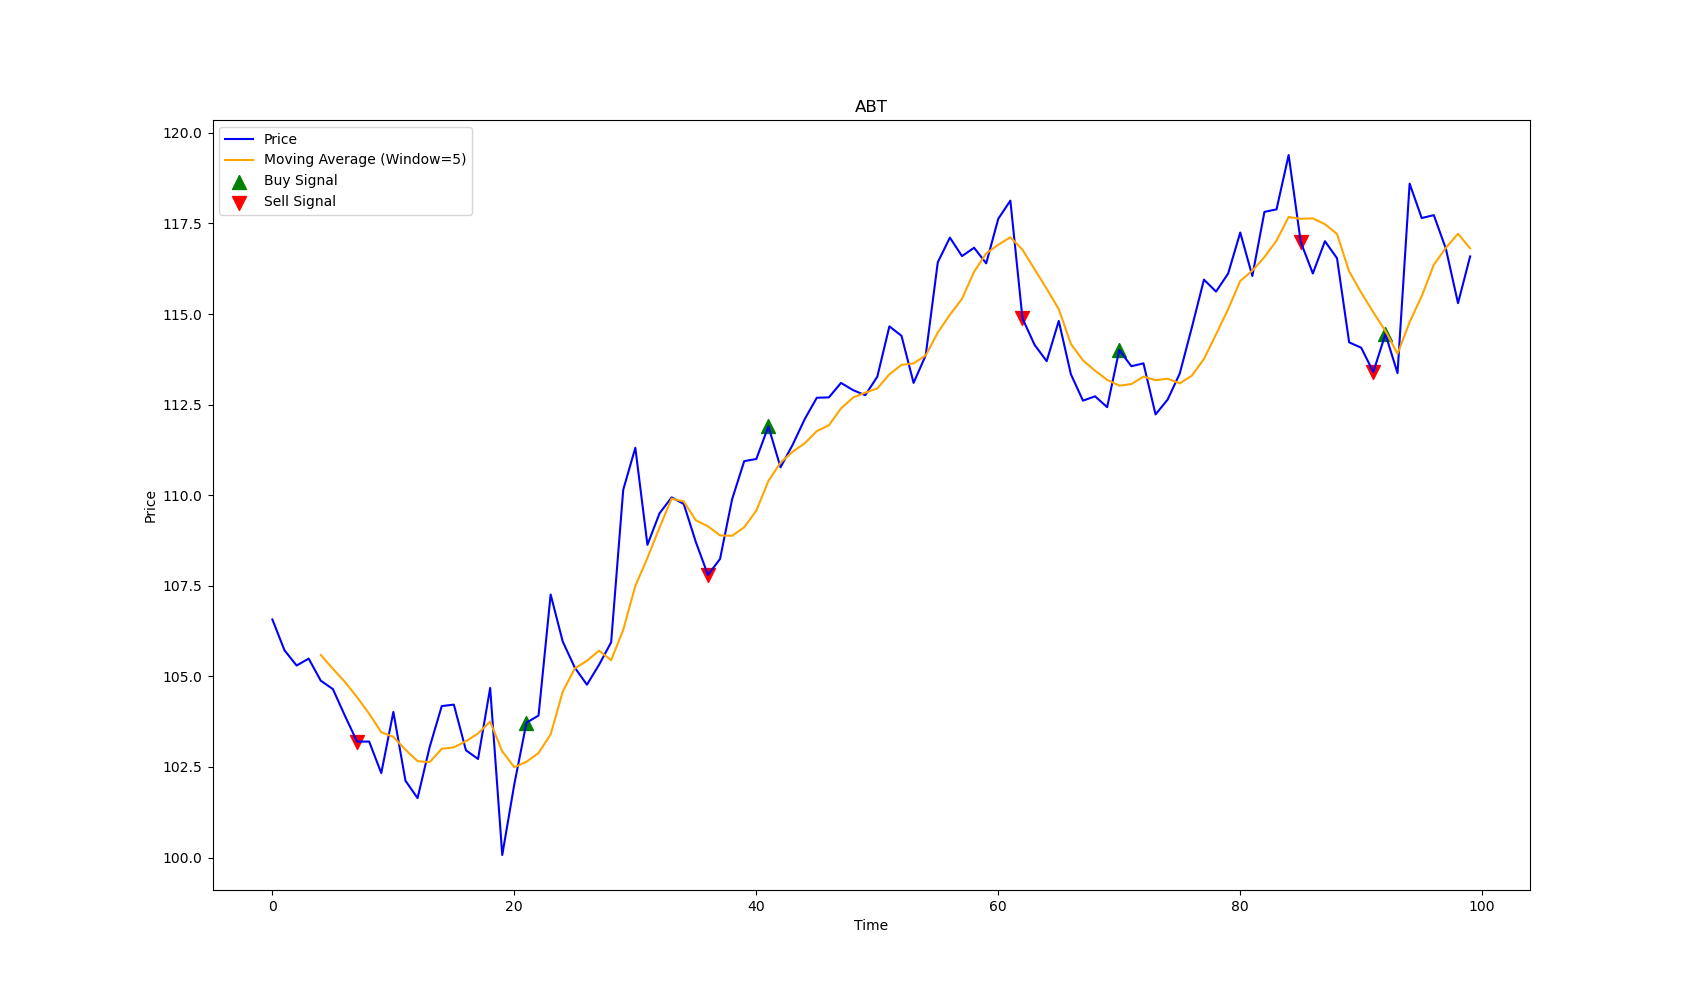 ABT
Price
Moving Average (Window=5)
Buy Signal
Sell Signal
120.0
117.5
115.0
112.5
110.0
107.5
105.0
102.5
100.0
Price
0 20 40 60 80 100
Time